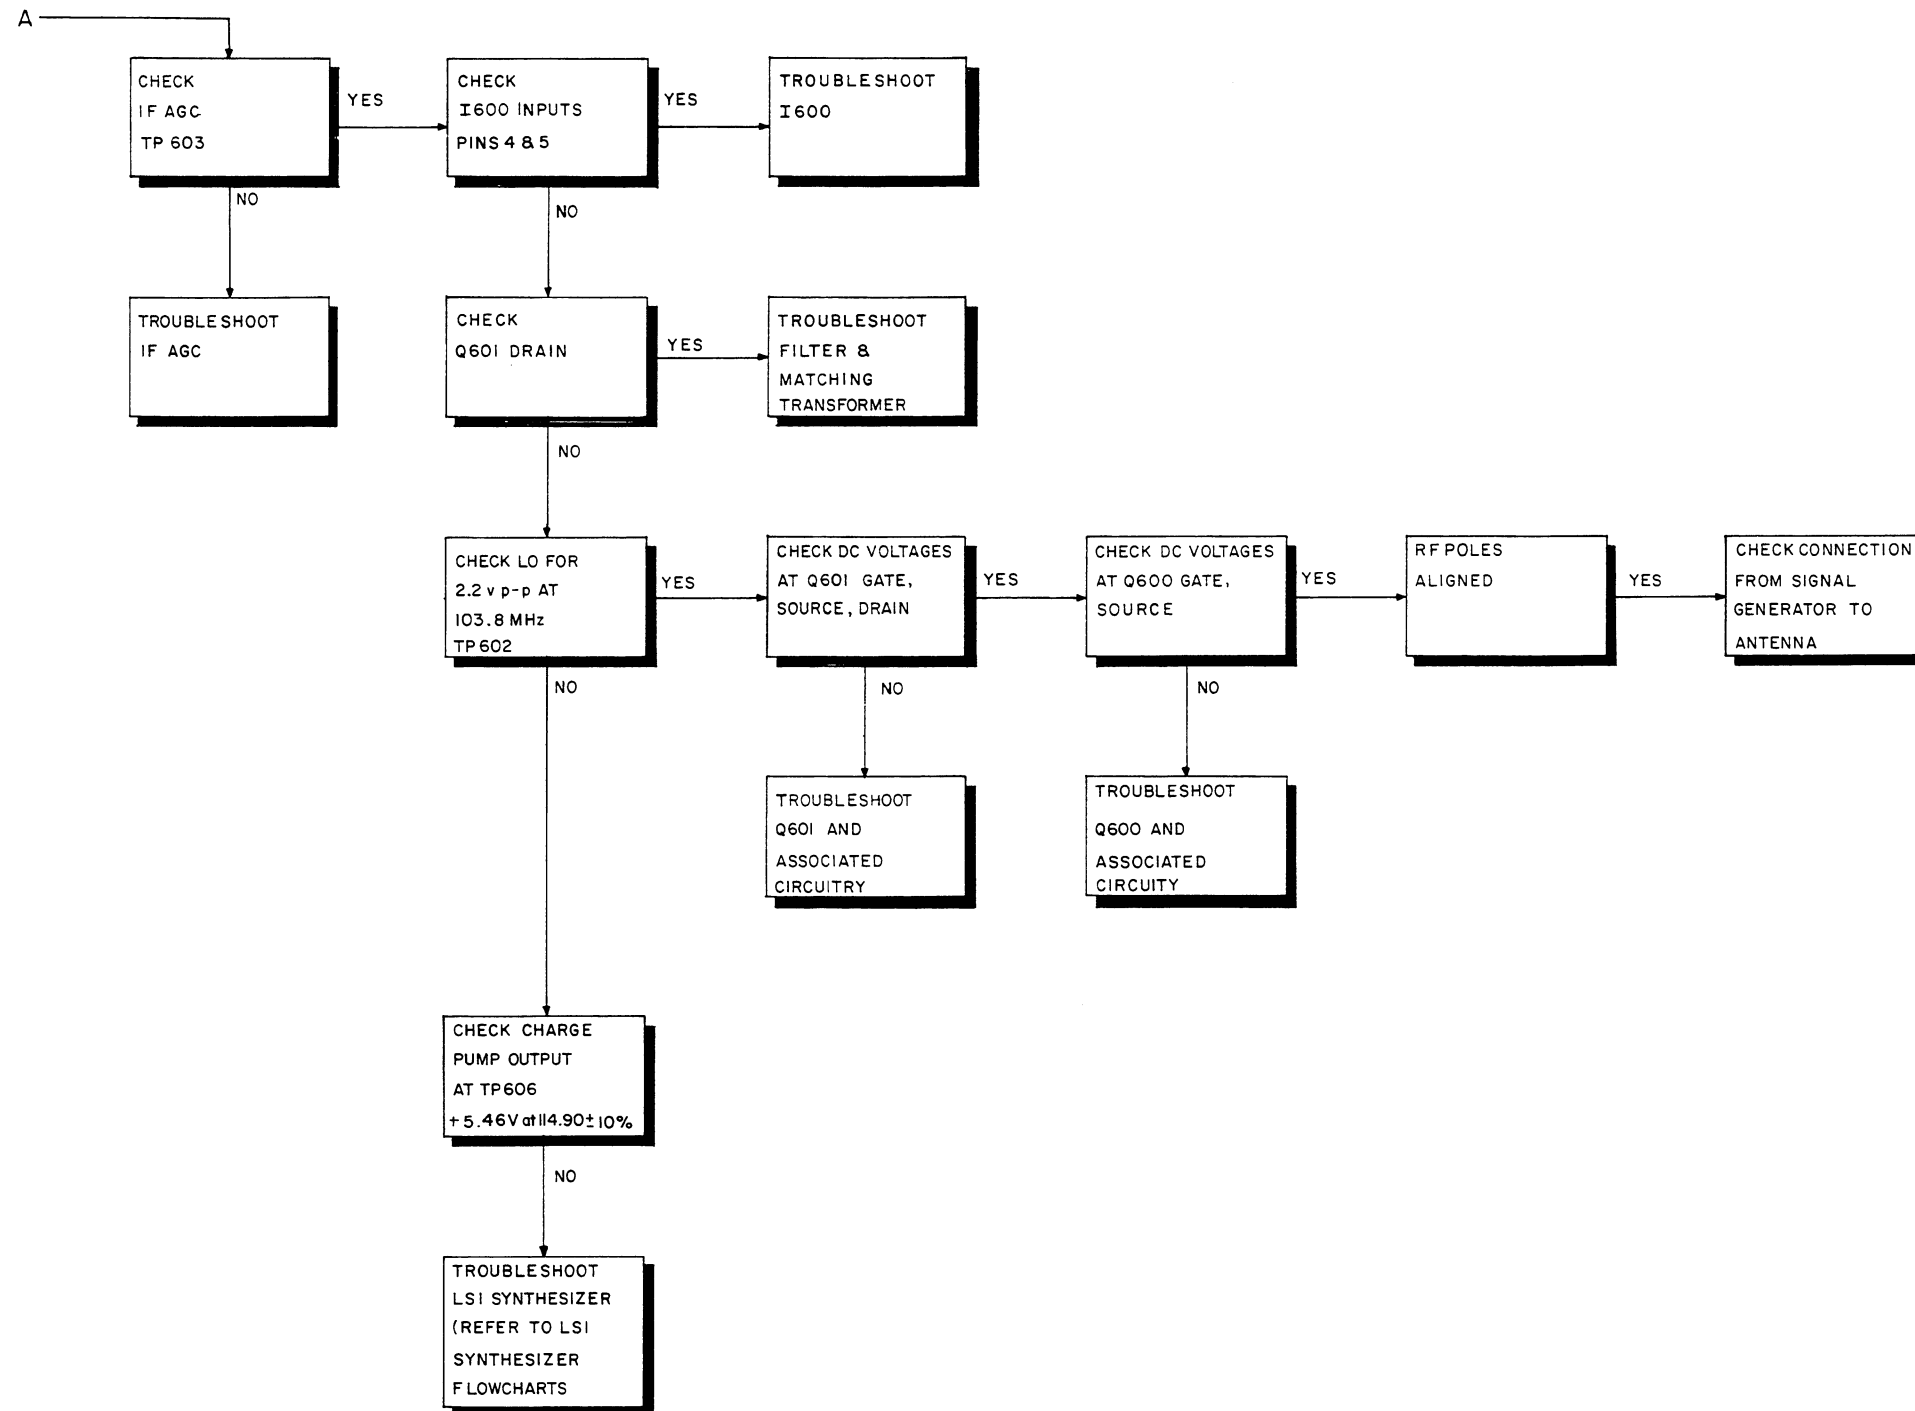 A
CHECK
IF AGC
TP 603
YES
CHECK
I600 INPUTS
PINS 4 & 5
YES
TROUBLESHOOT
I600
NO
NO
TROUBLESHOOT
IF AGC
CHECK
Q601 DRAIN
YES
TROUBLESHOOT
FILTER &
MATCHING
TRANSFORMER
NO
CHECK LO FOR
2.2 v p-p AT
103.8 MHz
TP 602
YES
CHECK DC VOLTAGES
AT Q601 GATE,
SOURCE, DRAIN
YES
CHECK DC VOLTAGES
AT Q600 GATE,
SOURCE
YES
RF POLES
ALIGNED
YES
CHECK CONNECTION
FROM SIGNAL
GENERATOR TO
ANTENNA
NO
NO
NO
TROUBLESHOOT
Q601 AND
ASSOCIATED
CIRCUITRY
TROUBLESHOOT
Q600 AND
ASSOCIATED
CIRCUITY
CHECK CHARGE
PUMP OUTPUT
AT TP606
+5.46V at 114.90 ± 10%
NO
TROUBLESHOOT
LSI SYNTHESIZER
(REFER TO LSI
SYNTHESIZER
FLOWCHARTS